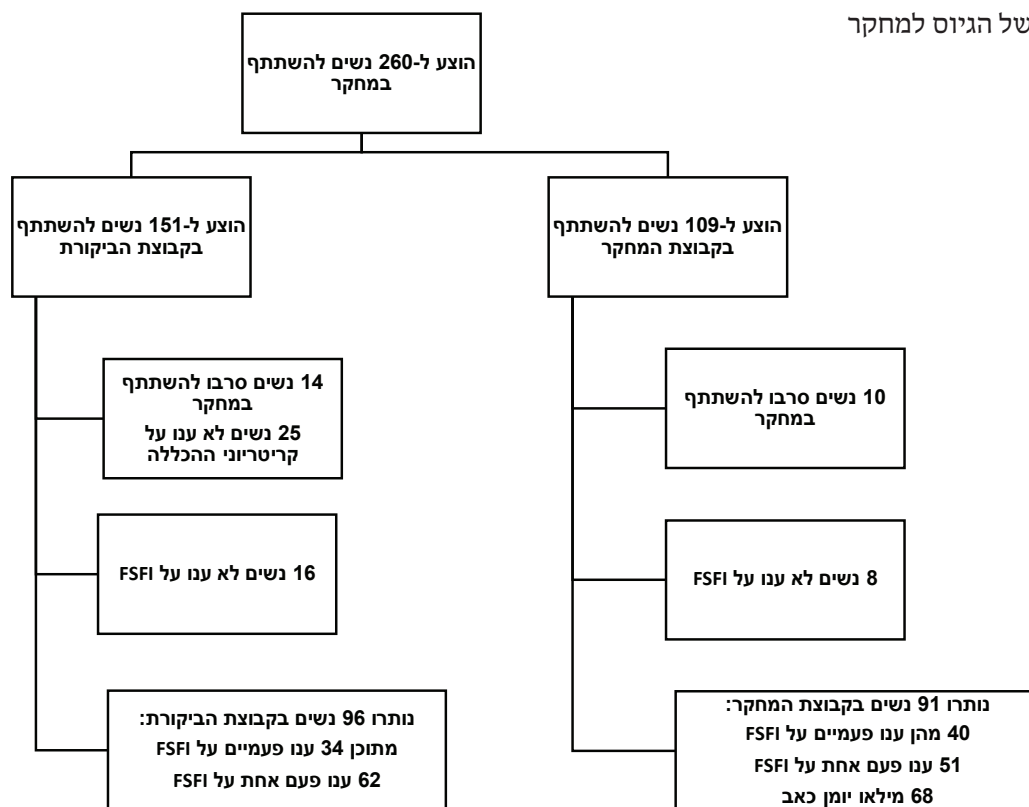 של הגיוס למחקר
הוצע ל-260 נשים להשתתף
במחקר
הוצע ל-109 נשים להשתתף
בקבוצת המחקר
הוצע ל-151 נשים להשתתף
בקבוצת הביקורת
10 נשים סרבו להשתתף
במחקר
14 נשים סרבו להשתתף
במחקר
25 נשים לא ענו על
קריטריוני ההכללה
8 נשים לא ענו על FSFI
16 נשים לא ענו על FSFI
נותרו 91 נשים בקבוצת המחקר:
40 מהן ענו פעמיים על FSFI
51 ענו פעם אחת על FSFI
68 מילאו יומן כאב
נותרו 96 נשים בקבוצת הביקורת:
מתוכן 34 ענו פעמיים על FSFI
62 ענו פעם אחת על FSFI